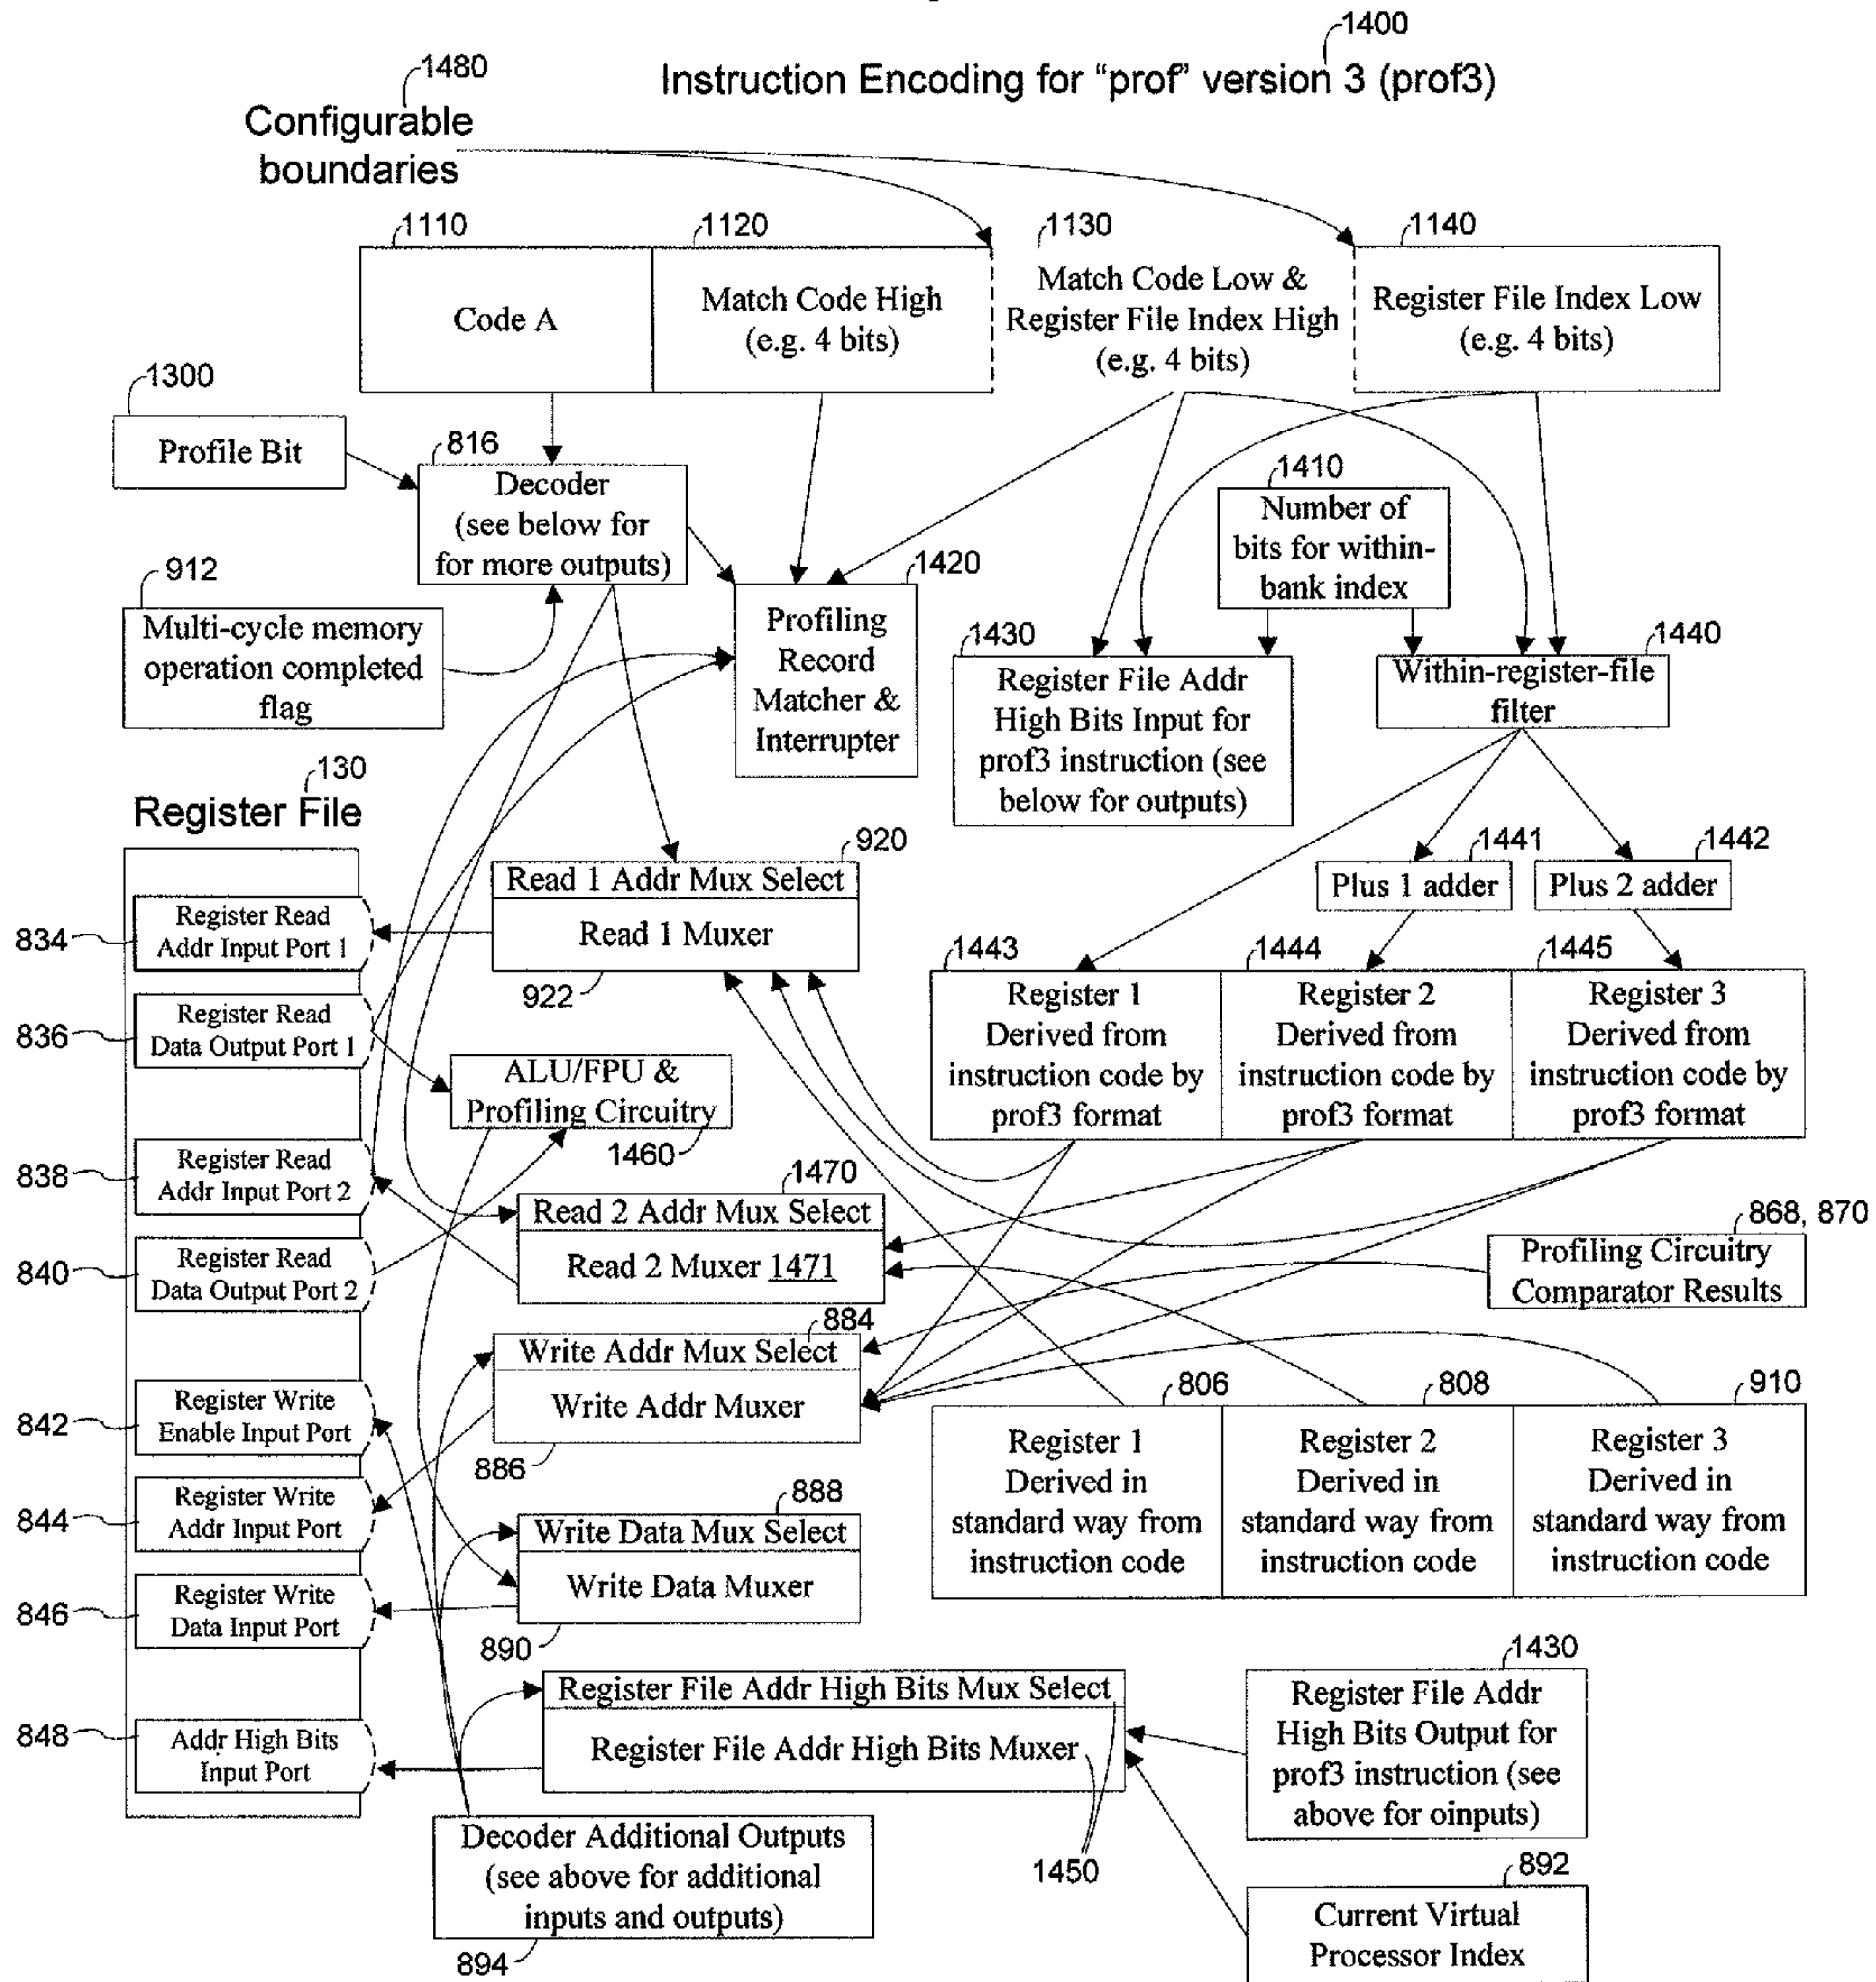 1400
1480
Instruction Encoding for “prof” version 3 (prof3)
Configurable
boundaries
1110
1120
1130
1140
Code A
Match Code High
(e.g. 4 bits)
Match Code Low &
Register File Index High
(e.g. 4 bits)
Register File Index Low
(e.g. 4 bits)
1300
Profile Bit
816
Decoder
(see below for
for more outputs)
1410
Number of
bits for within-
bank index
912
Multi-cycle memory
operation completed
flag
1420
Profiling
Record
Matcher &
Interrupter
1430
Register File Addr
High Bits Input for
prof3 instruction (see
below for outputs)
1440
Within-register-file
filter
130
Register File
920
Read 1 Addr Mux Select
Read 1 Muxer
922
1441
Plus 1 adder
1442
Plus 2 adder
834
Register Read
Addr Input Port 1
836
Register Read
Data Output Port 1
1443
Register 1
Derived from
instruction code by
prof3 format
1444
Register 2
Derived from
instruction code by
prof3 format
1445
Register 3
Derived from
instruction code by
prof3 format
ALU/FPU &
Profiling Circuitry
1460
838
Register Read
Addr Input Port 2
1470
Read 2 Addr Mux Select
Read 2 Muxer 1471
868, 870
Profiling Circuitry
Comparator Results
840
Register Read
Data Output Port 2
884
Write Addr Mux Select
Write Addr Muxer
886
842
Register Write
Enable Input Port
806
Register 1
Derived in
standard way from
instruction code
808
Register 2
Derived in
standard way from
instruction code
910
Register 3
Derived in
standard way from
instruction code
844
Register Write
Addr Input Port
888
Write Data Mux Select
Write Data Muxer
890
846
Register Write
Data Input Port
Register File Addr High Bits Mux Select
Register File Addr High Bits Muxer
1450
1430
Register File Addr
High Bits Output for
prof3 instruction (see
above for oinputs)
848
Addr High Bits
Input Port
Decoder Additional Outputs
(see above for additional
inputs and outputs)
894
892
Current Virtual
Processor Index